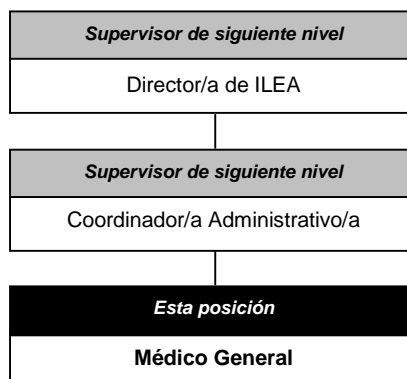 Supervisor de siguiente nivel
Director/a de ILEA
Supervisor de siguiente nivel
Coordinador/a Administrativo/a
Esta posición
Médico General